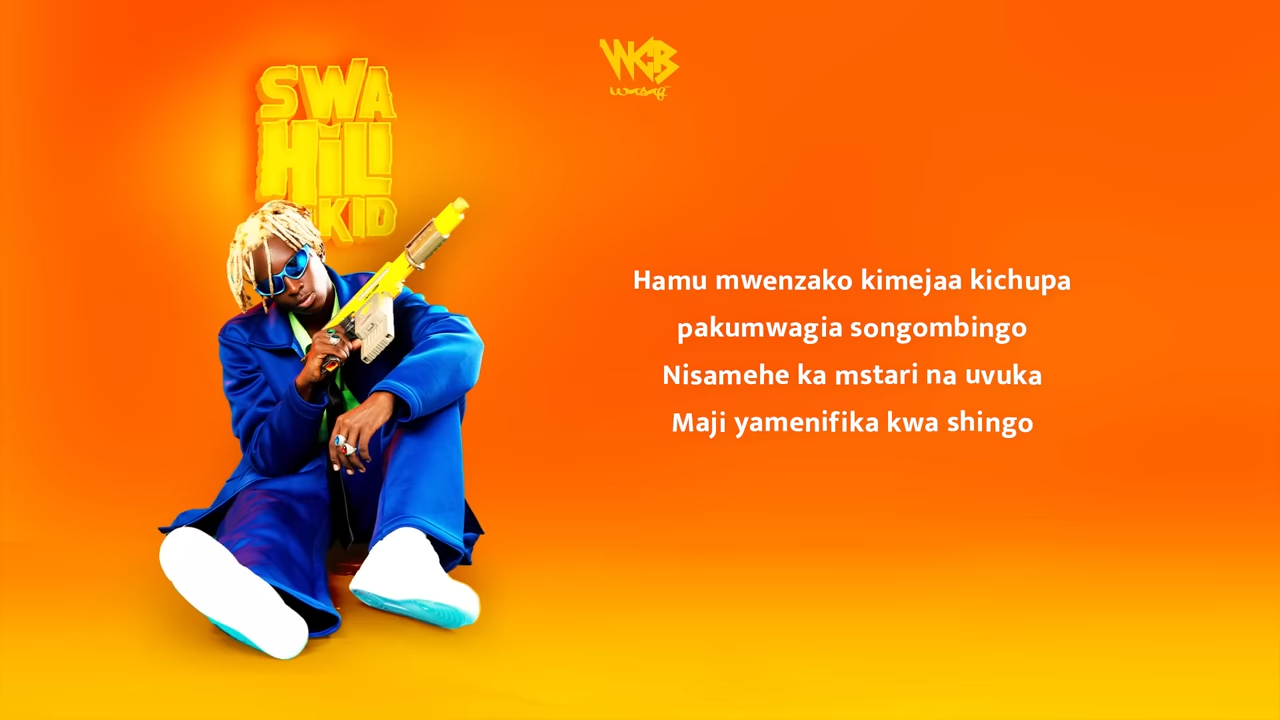 SWA
HiLI
KID
WCB
wasafi
Hamu mwenzako kimejaa kichupa
pakumwagia songombingo
Nisamehe ka mstari na uvuka
Maji yamenifika kwa shingo